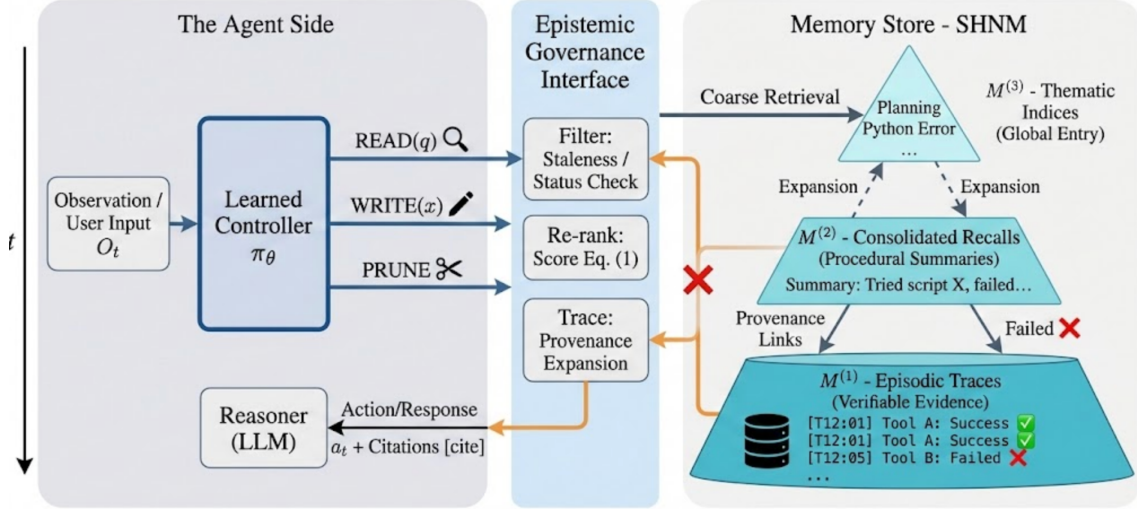 The Agent Side
t
Observation /
User Input
O_t
Learned
Controller
π_θ
READ(q)
WRITE(x)
PRUNE
Reasoner
(LLM)
Action/Response
a_t + Citations [cite]
Epistemic
Governance
Interface
Filter:
Staleness /
Status Check
Re-rank:
Score Eq. (1)
Trace:
Provenance
Expansion
Memory Store - SHNM
Coarse Retrieval
Planning
Python Error
...
M^(3) - Thematic
Indices
(Global Entry)
Expansion
Expansion
M^(2) - Consolidated Recalls
(Procedural Summaries)
Summary: Tried script X, failed...
Provenance
Links
Failed
M^(1) - Episodic Traces
(Verifiable Evidence)
[T12:01] Tool A: Success
[T12:01] Tool A: Success
[T12:05] Tool B: Failed
...